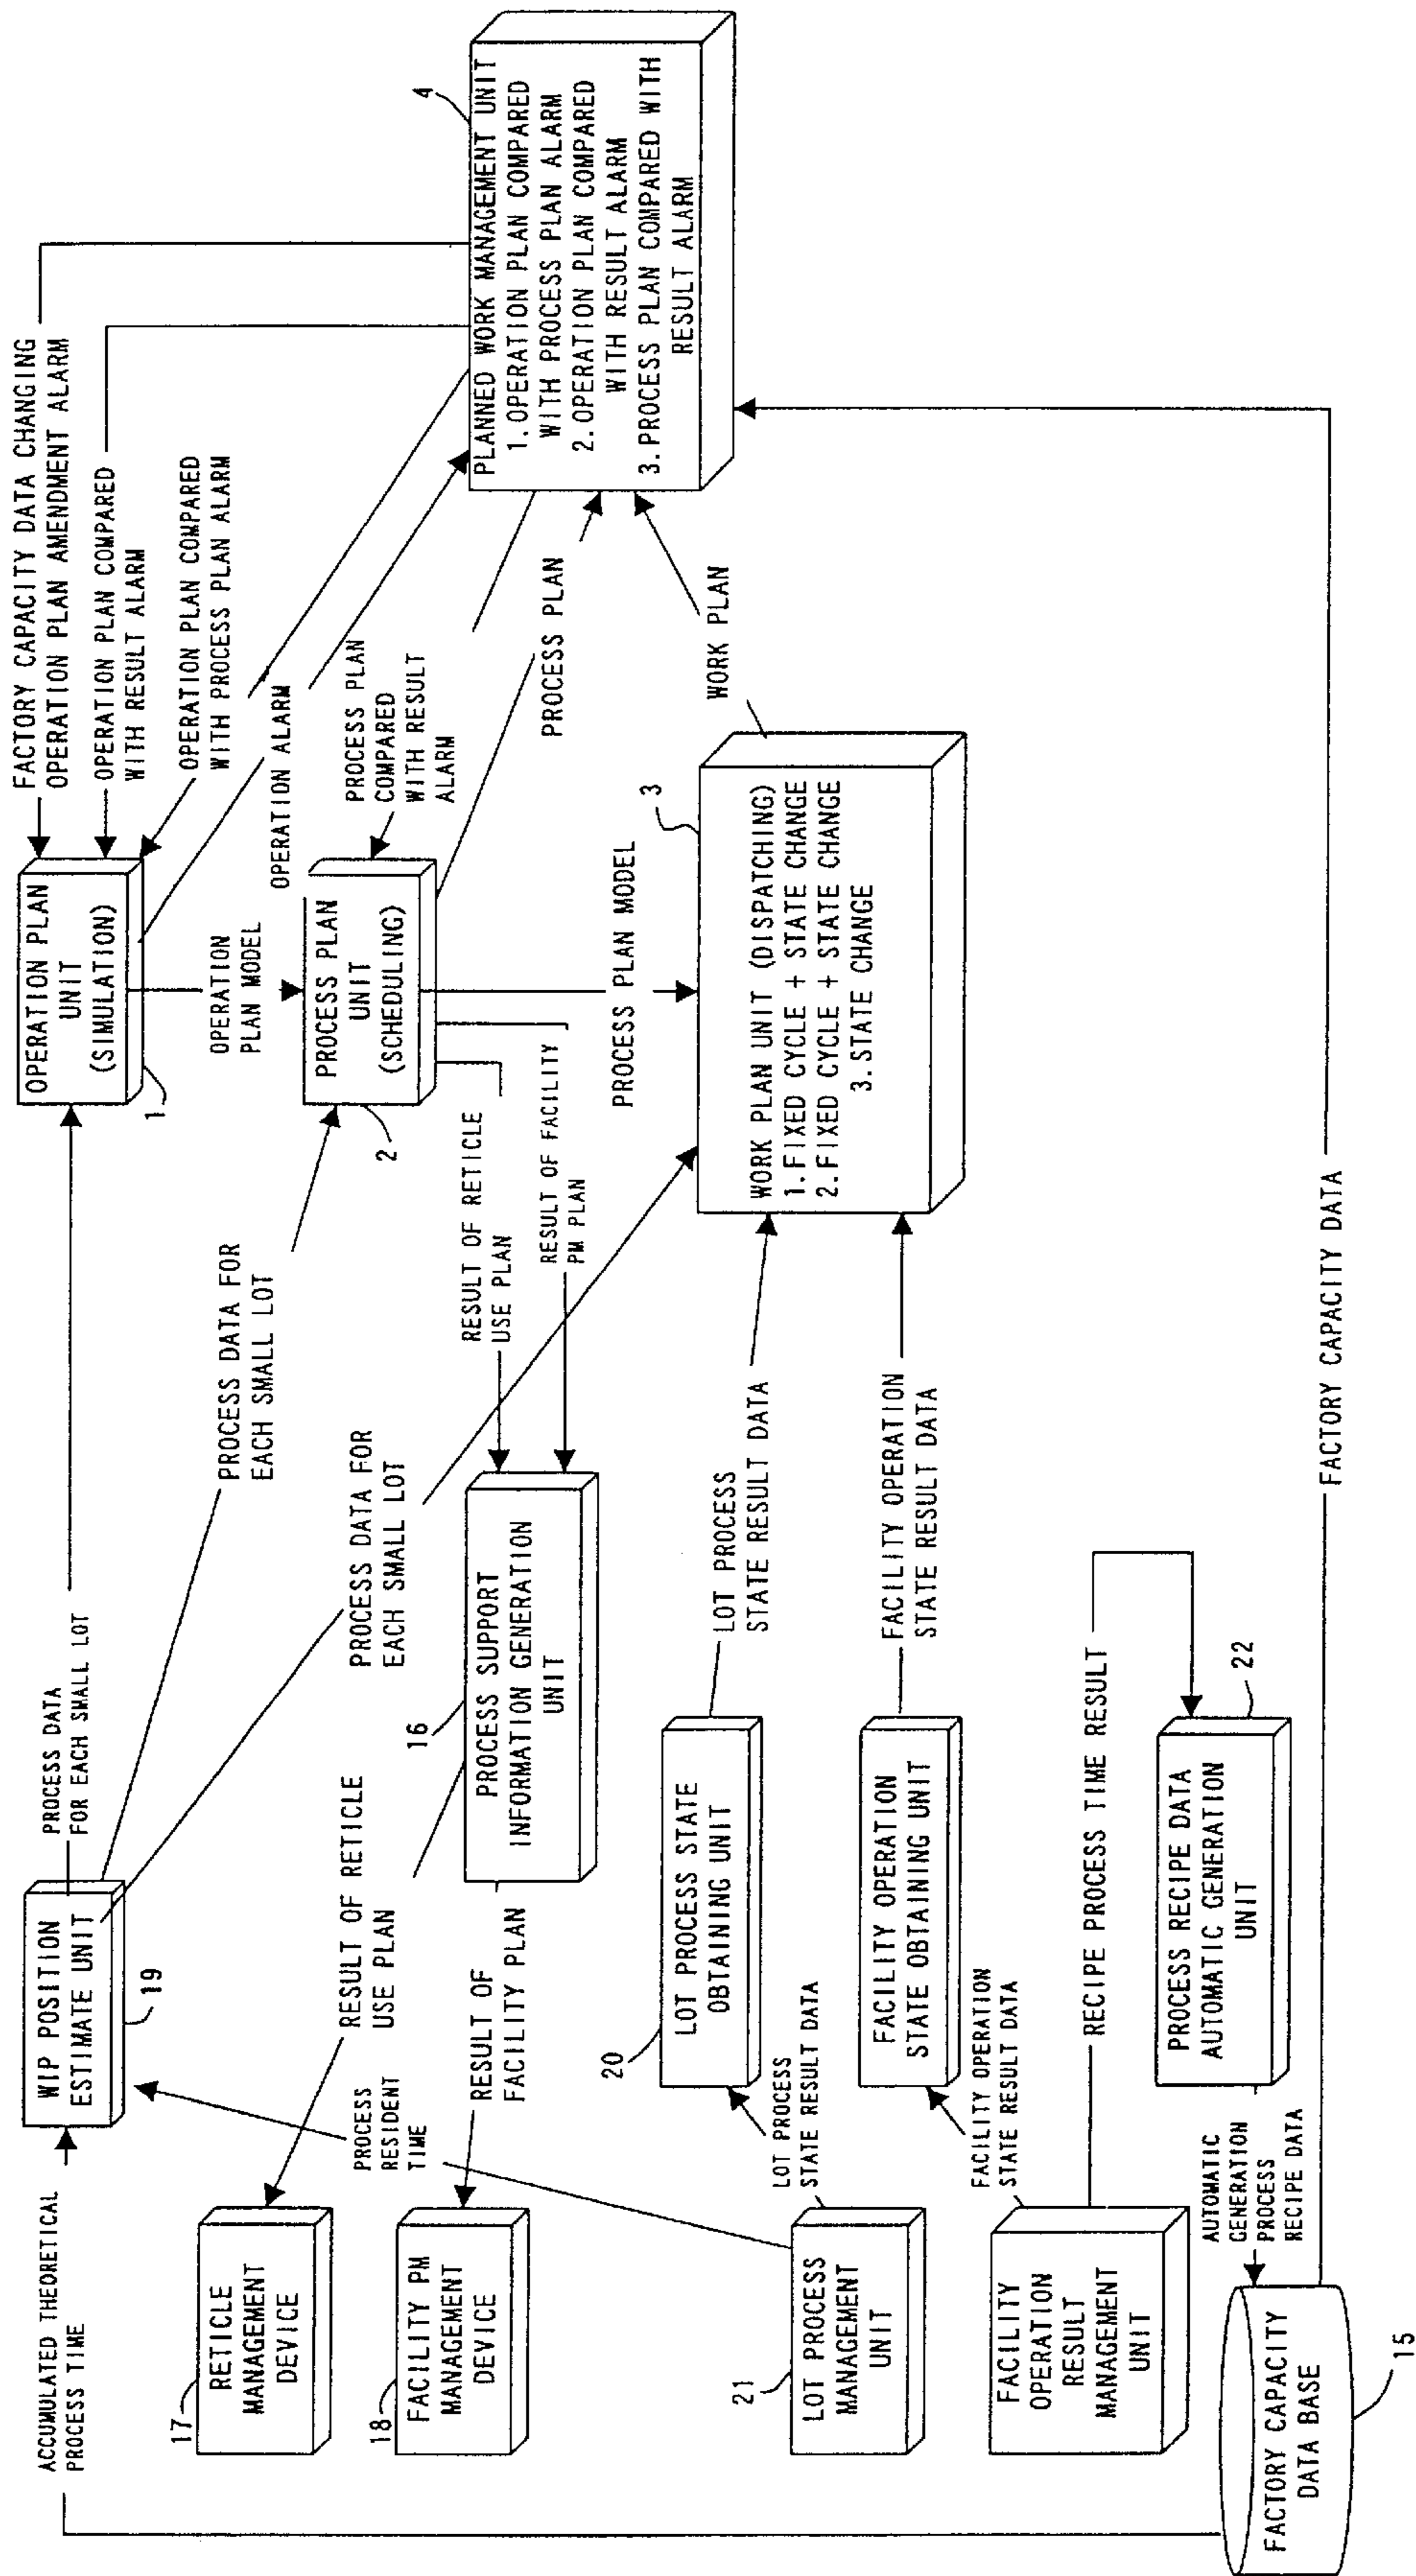 ACCUMULATED THEORETICAL
PROCESS TIME
WIP POSITION
ESTIMATE UNIT
19
PROCESS DATA
FOR EACH SMALL LOT
OPERATION PLAN
UNIT
(SIMULATION)
1
FACTORY CAPACITY DATA CHANGING
OPERATION PLAN AMENDMENT ALARM
OPERATION PLAN COMPARED
WITH RESULT ALARM
OPERATION PLAN COMPARED
WITH PROCESS PLAN ALARM
OPERATION ALARM
OPERATION
PLAN MODEL
PROCESS DATA FOR
EACH SMALL LOT
PROCESS PLAN
UNIT
(SCHEDULING)
2
PROCESS PLAN
COMPARED
WITH RESULT
ALARM
PROCESS PLAN
4
PLANNED WORK MANAGEMENT UNIT
1.OPERATION PLAN COMPARED
WITH PROCESS PLAN ALARM
2.OPERATION PLAN COMPARED
WITH RESULT ALARM
3.PROCESS PLAN COMPARED WITH
RESULT ALARM
17
RETICLE
MANAGEMENT
DEVICE
RESULT OF RETICLE
USE PLAN
PROCESS DATA FOR
EACH SMALL LOT
RESULT OF RETICLE
USE PLAN
RESULT OF FACILITY
PM PLAN
PROCESS PLAN MODEL
WORK PLAN
18
FACILITY PM
MANAGEMENT
DEVICE
PROCESS
RESIDENT
TIME
RESULT OF
FACILITY PLAN
16
PROCESS SUPPORT
INFORMATION GENERATION
UNIT
3
WORK PLAN UNIT (DISPATCHING)
1.FIXED CYCLE + STATE CHANGE
2.FIXED CYCLE + STATE CHANGE
3.STATE CHANGE
21
LOT PROCESS
MANAGEMENT
UNIT
LOT PROCESS
STATE RESULT DATA
20
LOT PROCESS STATE
OBTAINING UNIT
LOT PROCESS
STATE RESULT DATA
FACILITY
OPERATION
RESULT
MANAGEMENT
UNIT
FACILITY OPERATION
STATE RESULT DATA
FACILITY OPERATION
STATE OBTAINING UNIT
FACILITY OPERATION
STATE RESULT DATA
RECIPE PROCESS TIME RESULT
22
PROCESS RECIPE DATA
AUTOMATIC GENERATION
UNIT
AUTOMATIC
GENERATION
PROCESS
RECIPE DATA
FACTORY CAPACITY
DATA BASE
15
FACTORY CAPACITY DATA